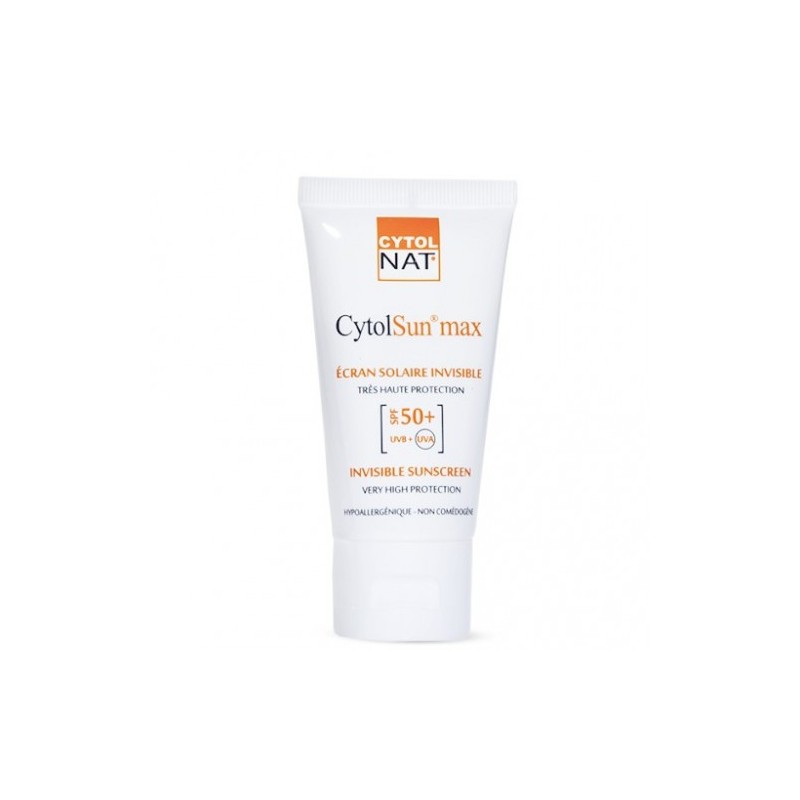 CYTOL
NAT®
CytolSun® max
ÉCRAN SOLAIRE INVISIBLE
TRÉS HAUTE PROTECTION
SPF 50+
UVB + UVA
INVISIBLE SUNSCREEN
VERY HIGH PROTECTION
HYPOALLERGÉNIQUE - NON COMÉDOGÈNE